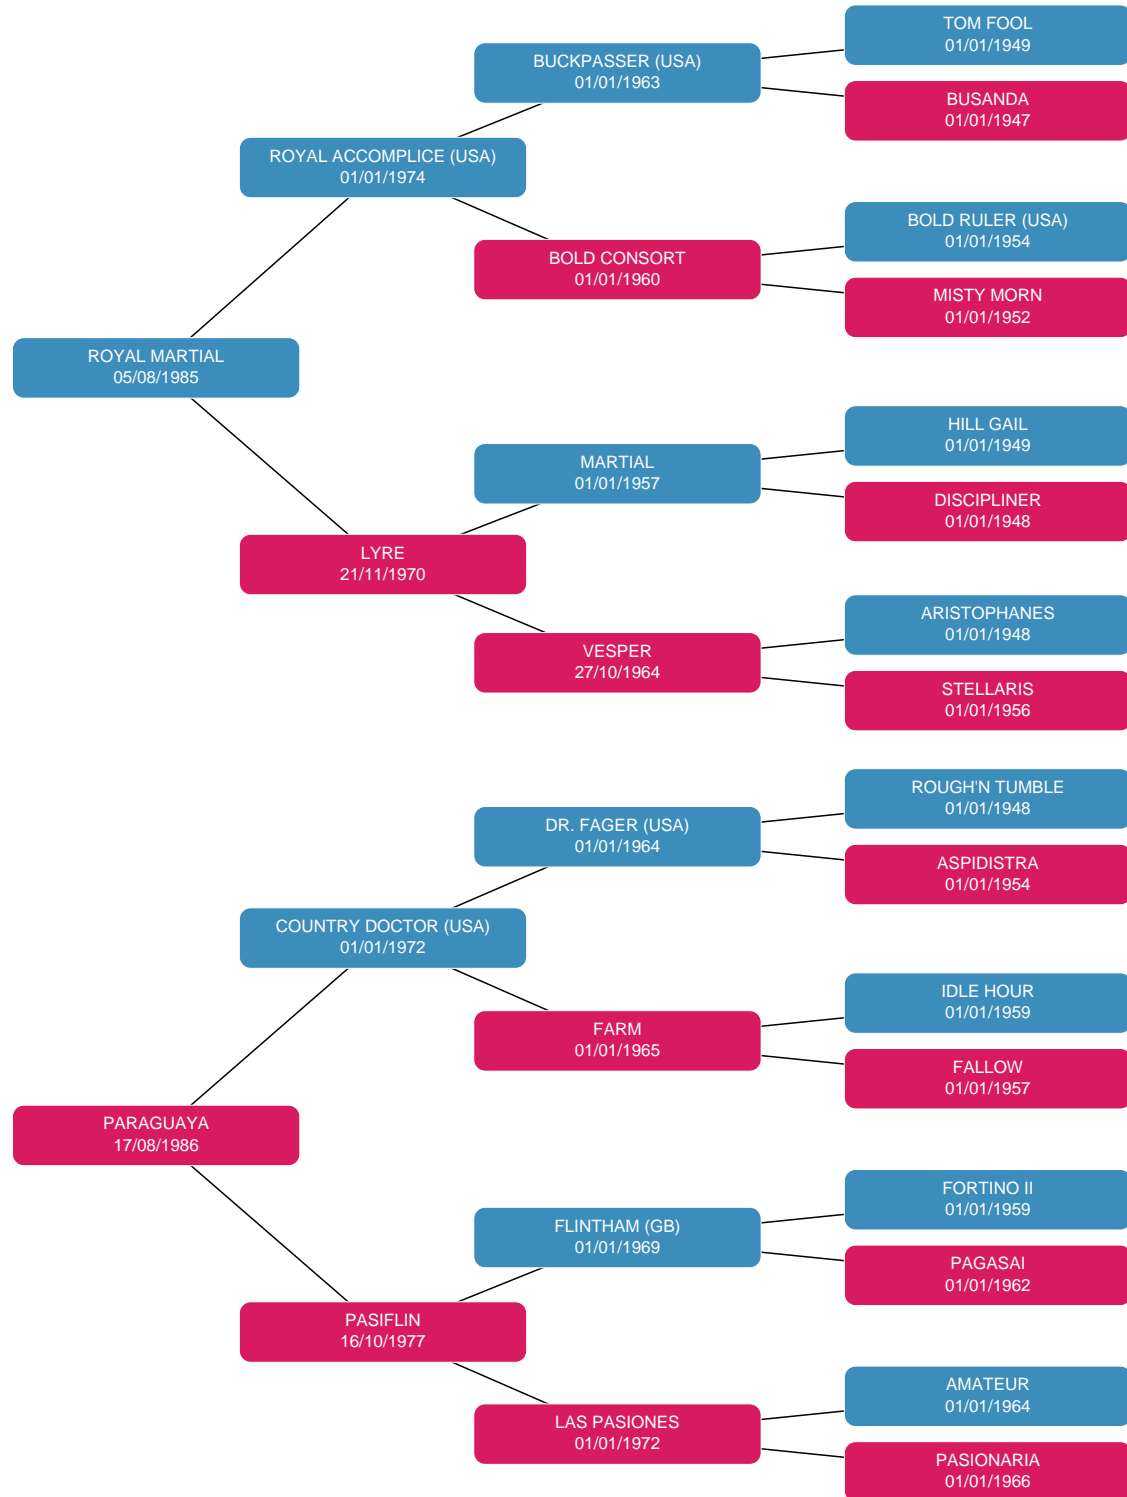 TOM FOOL
01/01/1949
BUCKPASSER (USA)
01/01/1963
BUSANDA
01/01/1947
ROYAL ACCOMPLICE (USA)
01/01/1974
BOLD RULER (USA)
01/01/1954
BOLD CONSORT
01/01/1960
MISTY MORN
01/01/1952
ROYAL MARTIAL
05/08/1985
HILL GAIL
01/01/1949
MARTIAL
01/01/1957
DISCIPLINER
01/01/1948
LYRE
21/11/1970
ARISTOPHANES
01/01/1948
VESPER
27/10/1964
STELLARIS
01/01/1956
ROUGH'N TUMBLE
01/01/1948
DR. FAGER (USA)
01/01/1964
ASPIDISTRA
01/01/1954
COUNTRY DOCTOR (USA)
01/01/1972
IDLE HOUR
01/01/1959
FARM
01/01/1965
FALLOW
01/01/1957
PARAGUAYA
17/08/1986
FORTINO II
01/01/1959
FLINTHAM (GB)
01/01/1969
PAGASAI
01/01/1962
PASIFLIN
16/10/1977
AMATEUR
01/01/1964
LAS PASIONES
01/01/1972
PASIONARIA
01/01/1966